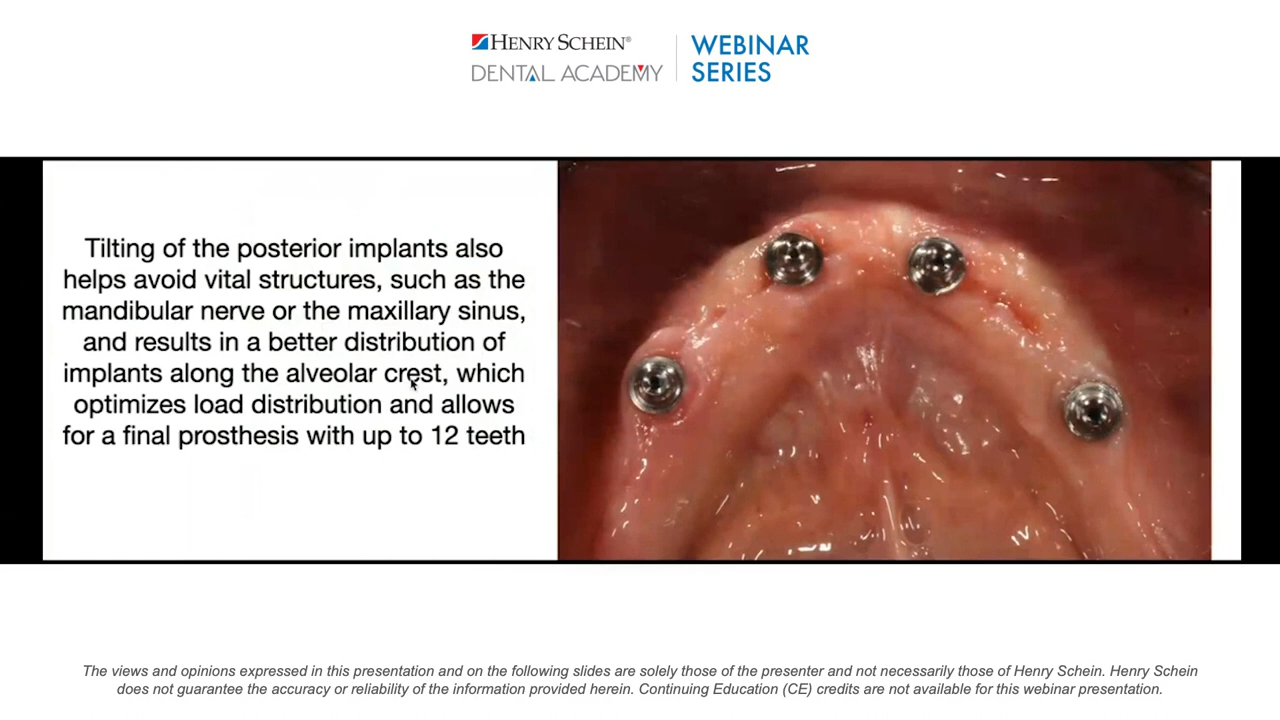 HENRY SCHEIN®
DENTAL ACADEMY
WEBINAR
SERIES
Tilting of the posterior implants also
helps avoid vital structures, such as the
mandibular nerve or the maxillary sinus,
and results in a better distribution of
implants along the alveolar crest, which
optimizes load distribution and allows
for a final prosthesis with up to 12 teeth
The views and opinions expressed in this presentation and on the following slides are solely those of the presenter and not necessarily those of Henry Schein. Henry Schein
does not guarantee the accuracy or reliability of the information provided herein. Continuing Education (CE) credits are not available for this webinar presentation.